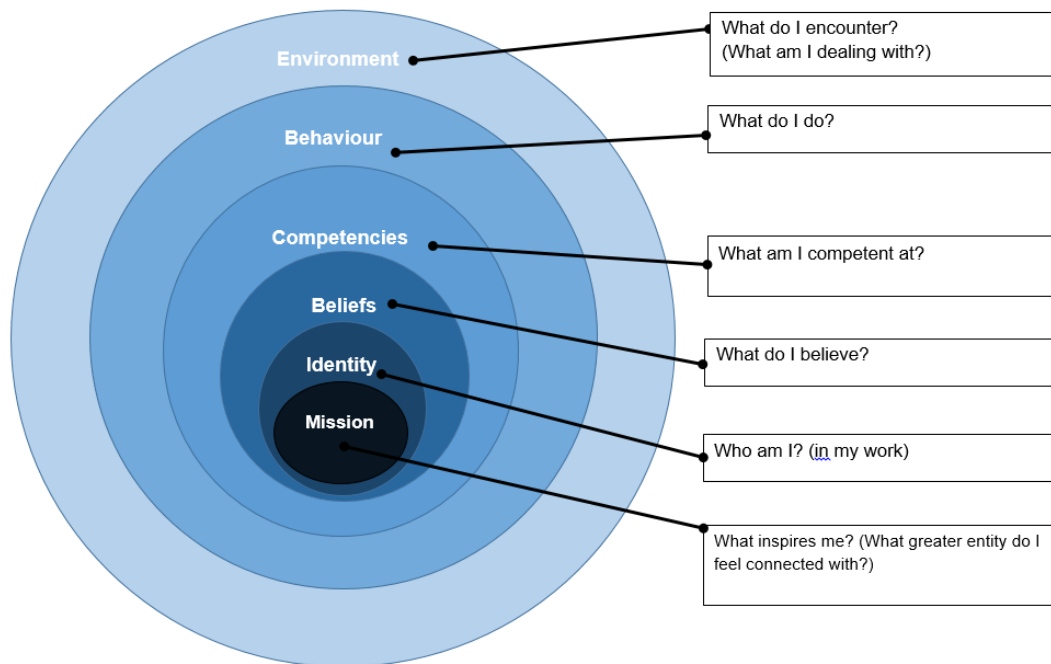 Environment
What do I encounter?
(What am I dealing with?)
Behaviour
What do I do?
Competencies
What am I competent at?
Beliefs
What do I believe?
Identity
Who am I? (in my work)
Mission
What inspires me? (What greater entity do I
feel connected with?)